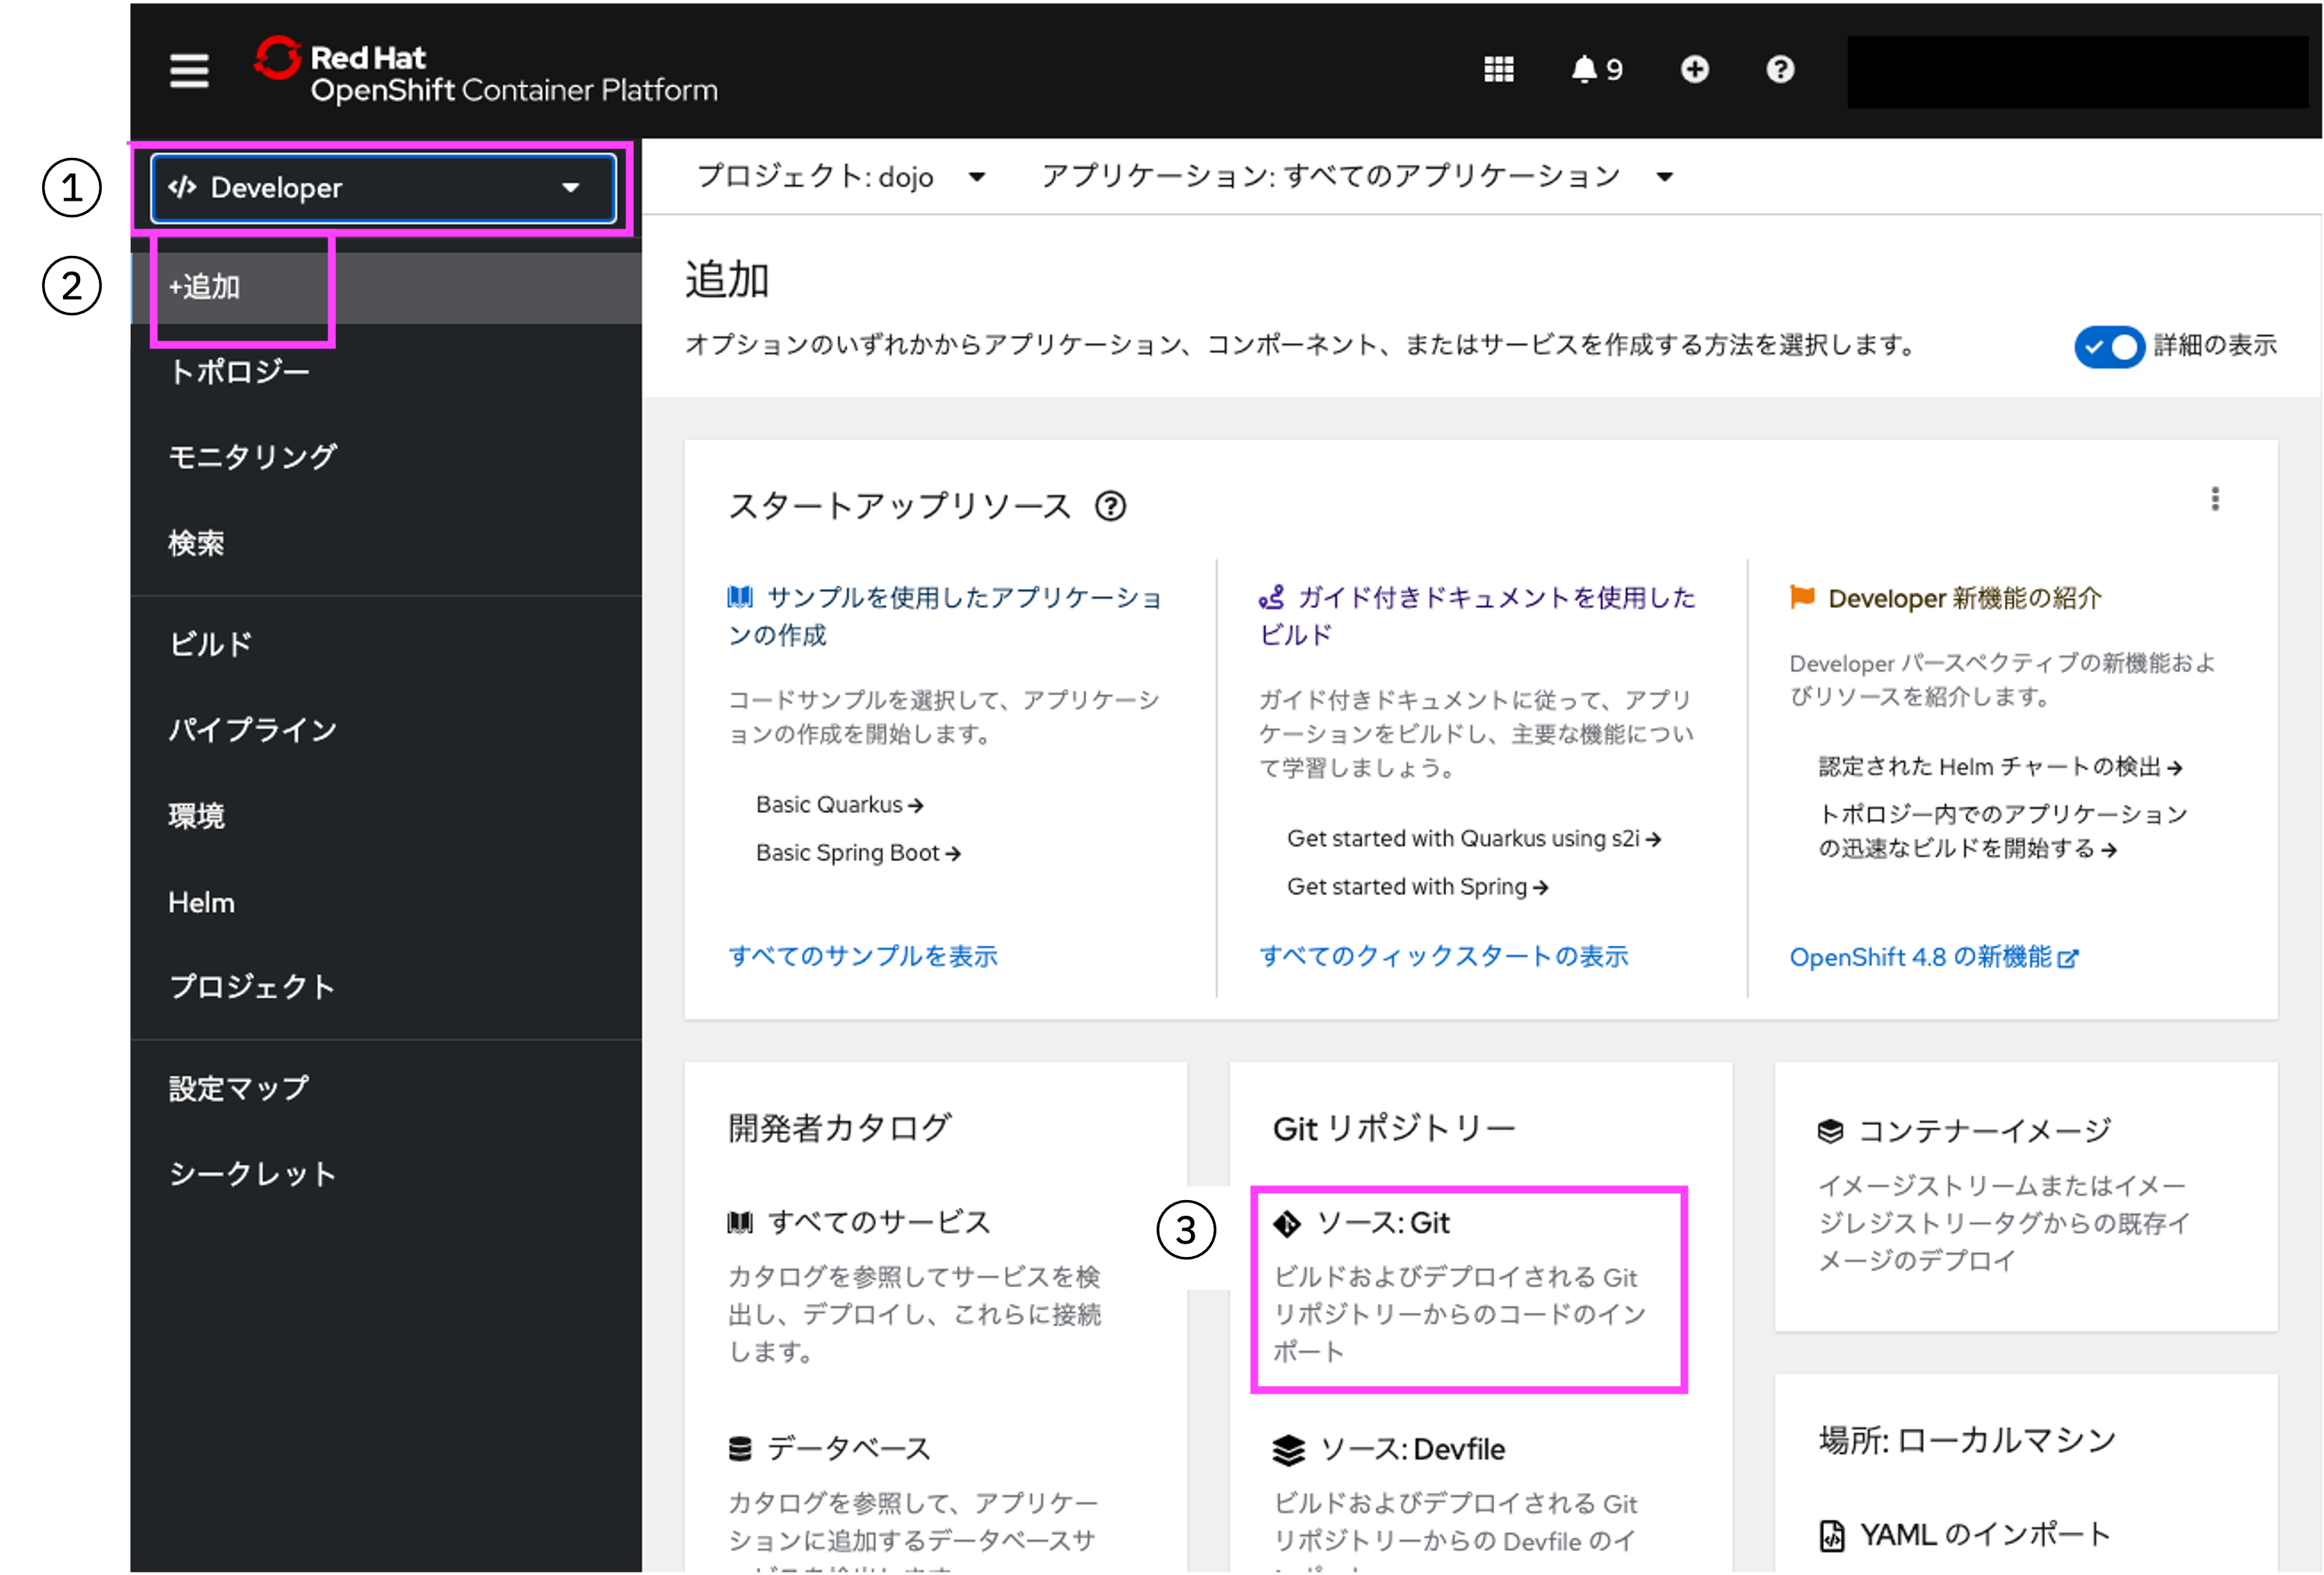 Red Hat
OpenShift Container Platform
9
① Developer
プロジェクト: dojo
アプリケーション: すべてのアプリケーション
② +追加
トポロジー
モニタリング
検索
ビルド
パイプライン
環境
Helm
プロジェクト
設定マップ
シークレット
追加
オプションのいずれかからアプリケーション、コンポーネント、またはサービスを作成する方法を選択します。
詳細の表示
スタートアップリソース
サンプルを使用したアプリケーショ
ンの作成
コードサンプルを選択して、アプリケーシ
ョンの作成を開始します。
Basic Quarkus
Basic Spring Boot
すべてのサンプルを表示
ガイド付きドキュメントを使用した
ビルド
ガイド付きドキュメントに従って、アプリ
ケーションをビルドし、主要な機能につい
て学習しましょう。
Get started with Quarkus using s2i
Get started with Spring
すべてのクィックスタートの表示
Developer 新機能の紹介
Developer パースペクティブの新機能およ
びリソースを紹介します。
認定された Helm チャートの検出
トポロジー内でのアプリケーション
の迅速なビルドを開始する
OpenShift 4.8 の新機能
開発者カタログ
すべてのサービス
カタログを参照してサービスを検
出し、デプロイし、これらに接続
します。
データベース
カタログを参照して、アプリケー
ションに追加するデータベースサ
Git リポジトリー
③ ソース: Git
ビルドおよびデプロイされる Git
リポジトリーからのコードのイン
ポート
ソース: Devfile
ビルドおよびデプロイされる Git
リポジトリーからの Devfile のイ
コンテナーイメージ
イメージストリームまたはイメー
ジレジストリータグからの既存イ
メージのデプロイ
場所: ローカルマシン
YAML のインポート